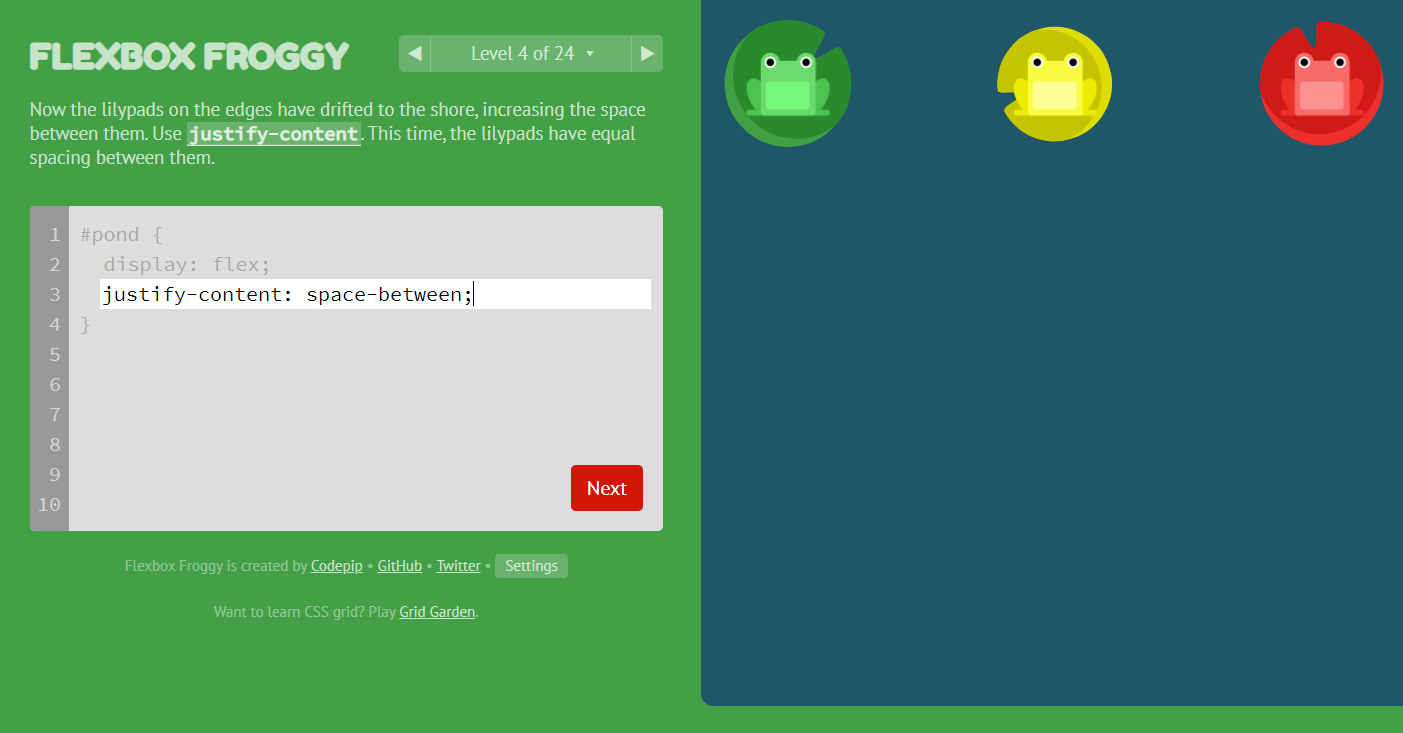 FLEXBOX FROGGY
◀ Level 4 of 24 ▼ ▶
Now the lilypads on the edges have drifted to the shore, increasing the space
between them. Use justify-content. This time, the lilypads have equal
spacing between them.
1 #pond {
2   display: flex;
3   justify-content: space-between;
4 }
5
6
7
8
9
10
Next
Flexbox Froggy is created by Codepip • GitHub • Twitter • Settings
Want to learn CSS grid? Play Grid Garden.